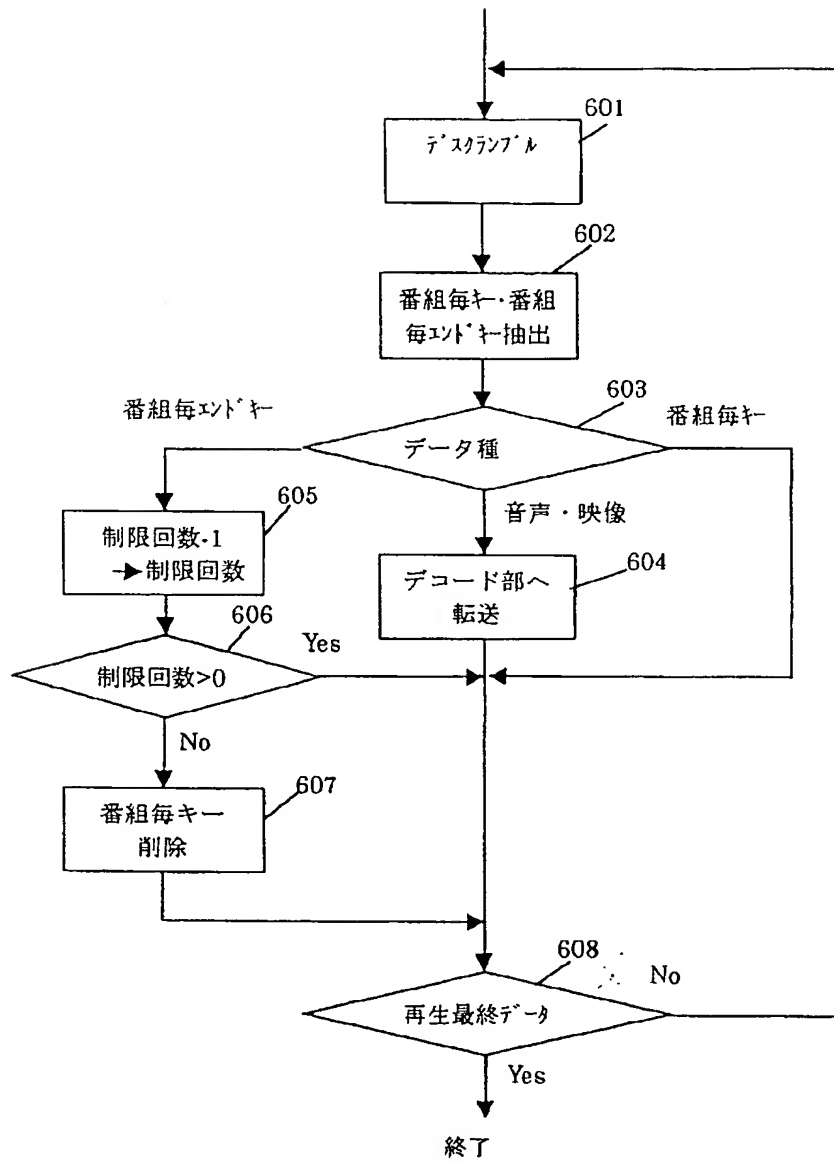 601
デスクランブル
602
番組毎キー・番組
毎エンドキー抽出
番組毎エンドキー
603
番組毎キー
データ種
605
音声・映像
制限回数-1
→制限回数
604
デコード部へ
転送
606
Yes
制限回数>0
No
607
番組毎キー
削除
608
No
再生最終データ
Yes
終了